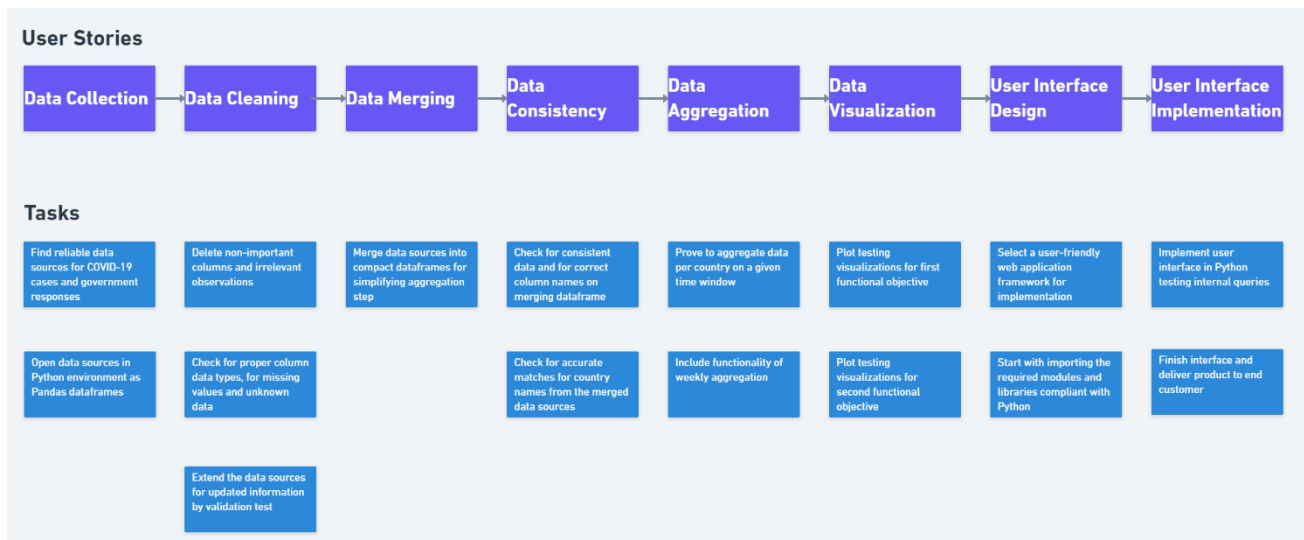 User Stories
Data Collection
Data Cleaning
Data Merging
Data
Consistency
Data
Aggregation
Data
Visualization
User Interface
Design
User Interface
Implementation
Tasks
Find reliable data
sources for COVID-19
cases and government
responses
Delete non-important
columns and irrelevant
observations
Merge data sources into
compact dataframes for
simplifying aggregation
step
Check for consistent
data and for correct
column names on
merging dataframe
Prove to aggregate data
per country on a given
time window
Plot testing
visualizations for first
functional objective
Select a user-friendly
web application
framework for
implementation
Implement user
interface in Python
testing internal queries
Open data sources in
Python environment as
Pandas dataframes
Check for proper column
data types, for missing
values and unknown
data
Check for accurate
matches for country
names from the merged
data sources
Include functionality of
weekly aggregation
Plot testing
visualizations for
second functional
objective
Start with importing the
required modules and
libraries compliant with
Python
Finish interface and
deliver product to end
customer
Extend the data sources
for updated information
by validation test